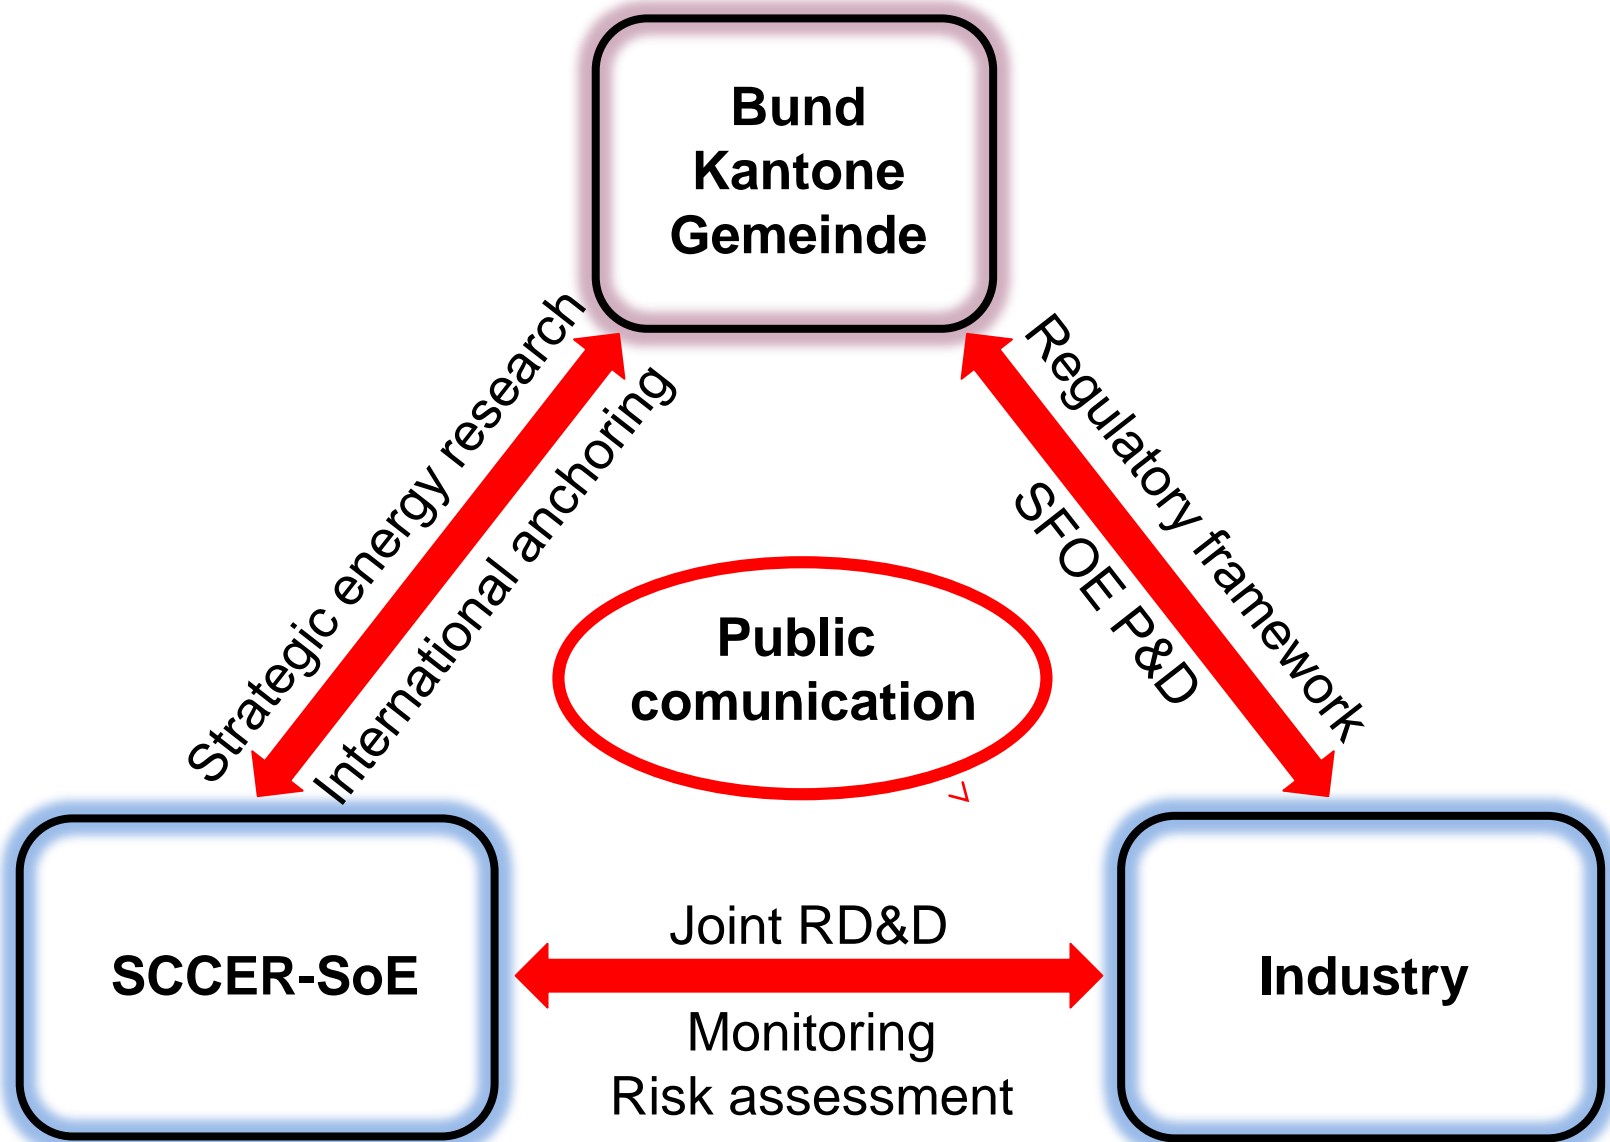 Bund
Kantone
Gemeinde
Strategic energy research
International anchoring
Regulatory framework
SFOE P&D
Public
comunication
SCCER-SoE
Joint RD&D
Monitoring
Risk assessment
Industry